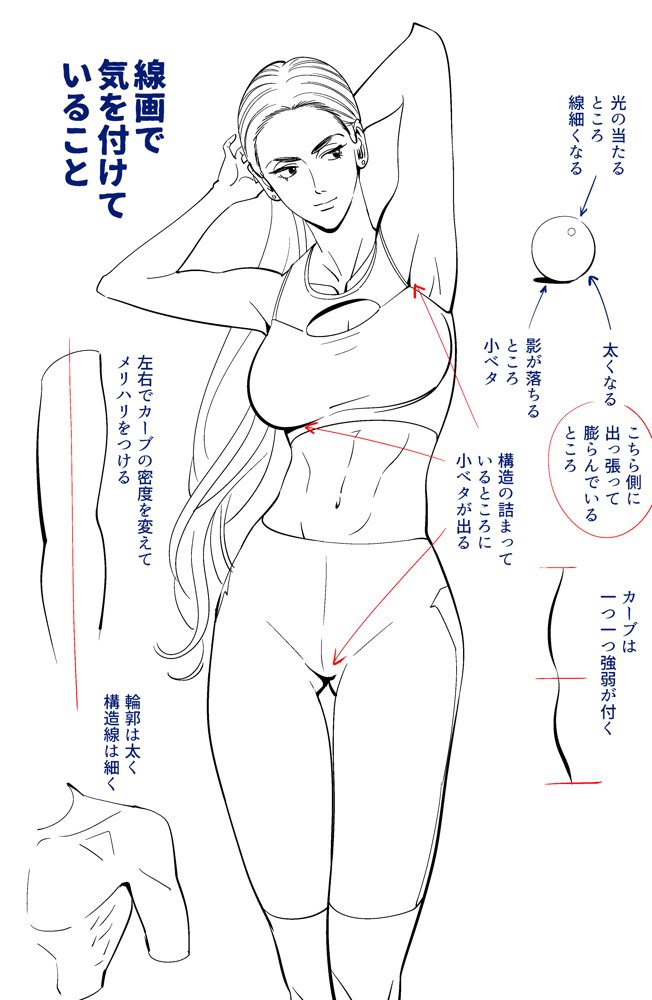 線画で
気を付けて
いること
光の当たる
ところ
線細くなる
太くなる
影が落ちる
ところ
小ベタ
こちら側に
出っ張って
膨らんでいる
ところ
左右でカーブの密度を変えて
メリハリをつける
構造の詰まって
いるところに
小ベタが出る
カーブは
一つ一つ強弱が付く
輪郭は太く
構造線は細く